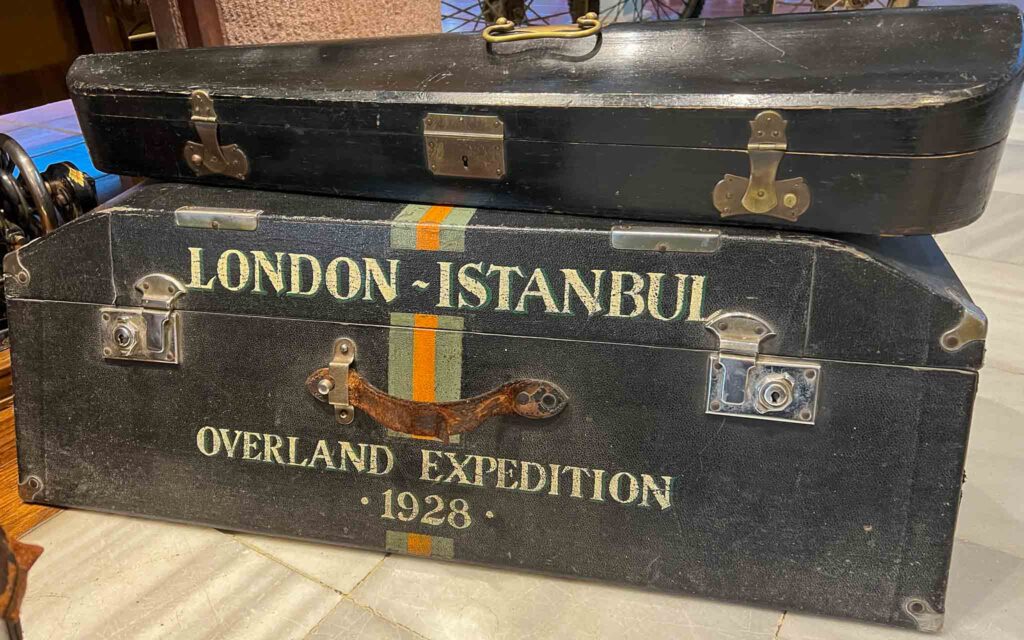 LONDON ~ ISTANBUL
OVERLAND EXPEDITION
· 1928 ·